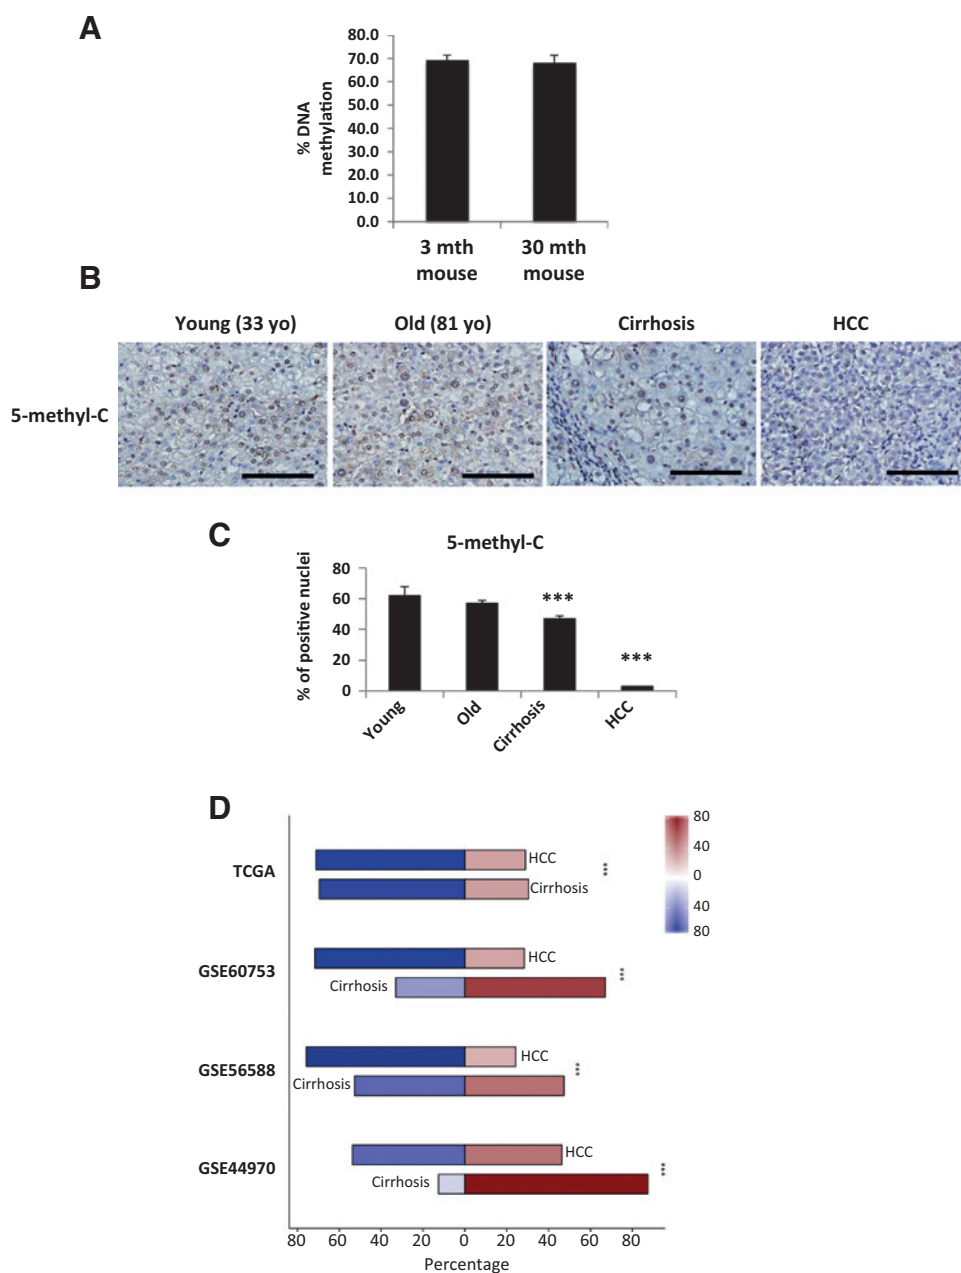 A
80.0
70.0
60.0
50.0
40.0
30.0
20.0
10.0
0.0
% DNA
methylation
3 mth
mouse
30 mth
mouse
B
Young (33 yo)
Old (81 yo)
Cirrhosis
HCC
5-methyl-C
C
5-methyl-C
% of positive nuclei
80
60
40
20
0
***
***
Young
Old
Cirrhosis
HCC
D
TCGA
HCC
Cirrhosis
***
GSE60753
HCC
Cirrhosis
***
GSE56588
HCC
Cirrhosis
***
GSE44970
HCC
Cirrhosis
***
80
40
0
40
80
80 60 40 20 0 20 40 60 80
Percentage